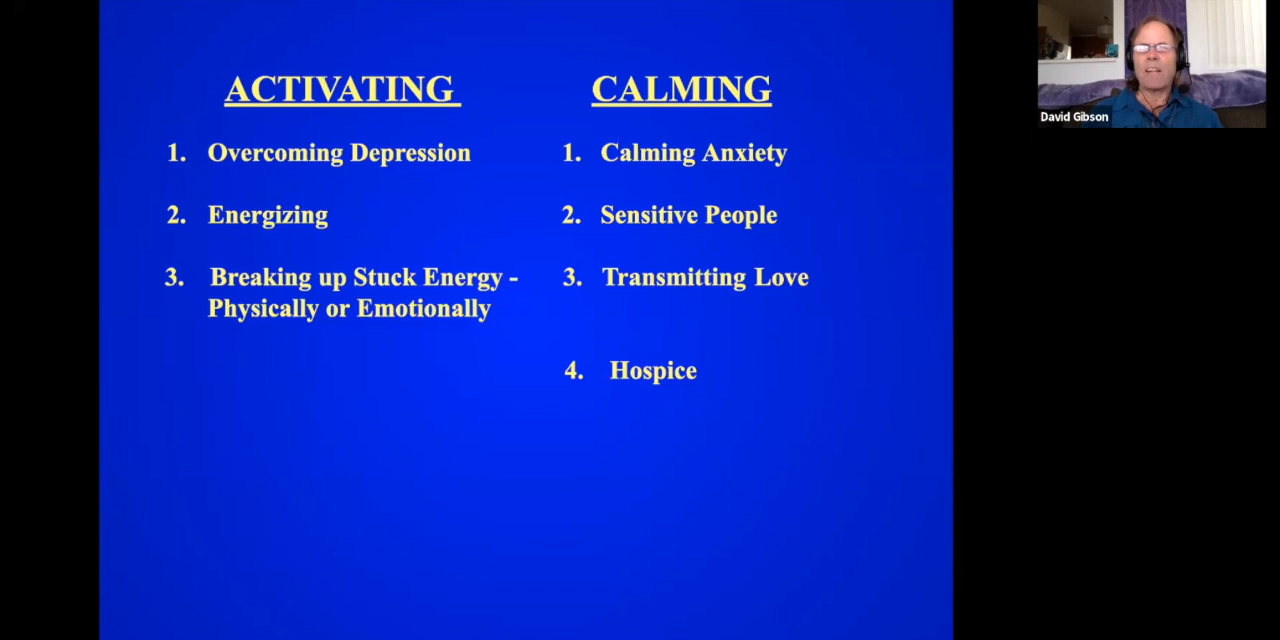 ACTIVATING
1. Overcoming Depression
2. Energizing
3. Breaking up Stuck Energy -
Physically or Emotionally
CALMING
1. Calming Anxiety
2. Sensitive People
3. Transmitting Love
4. Hospice
David Gibson